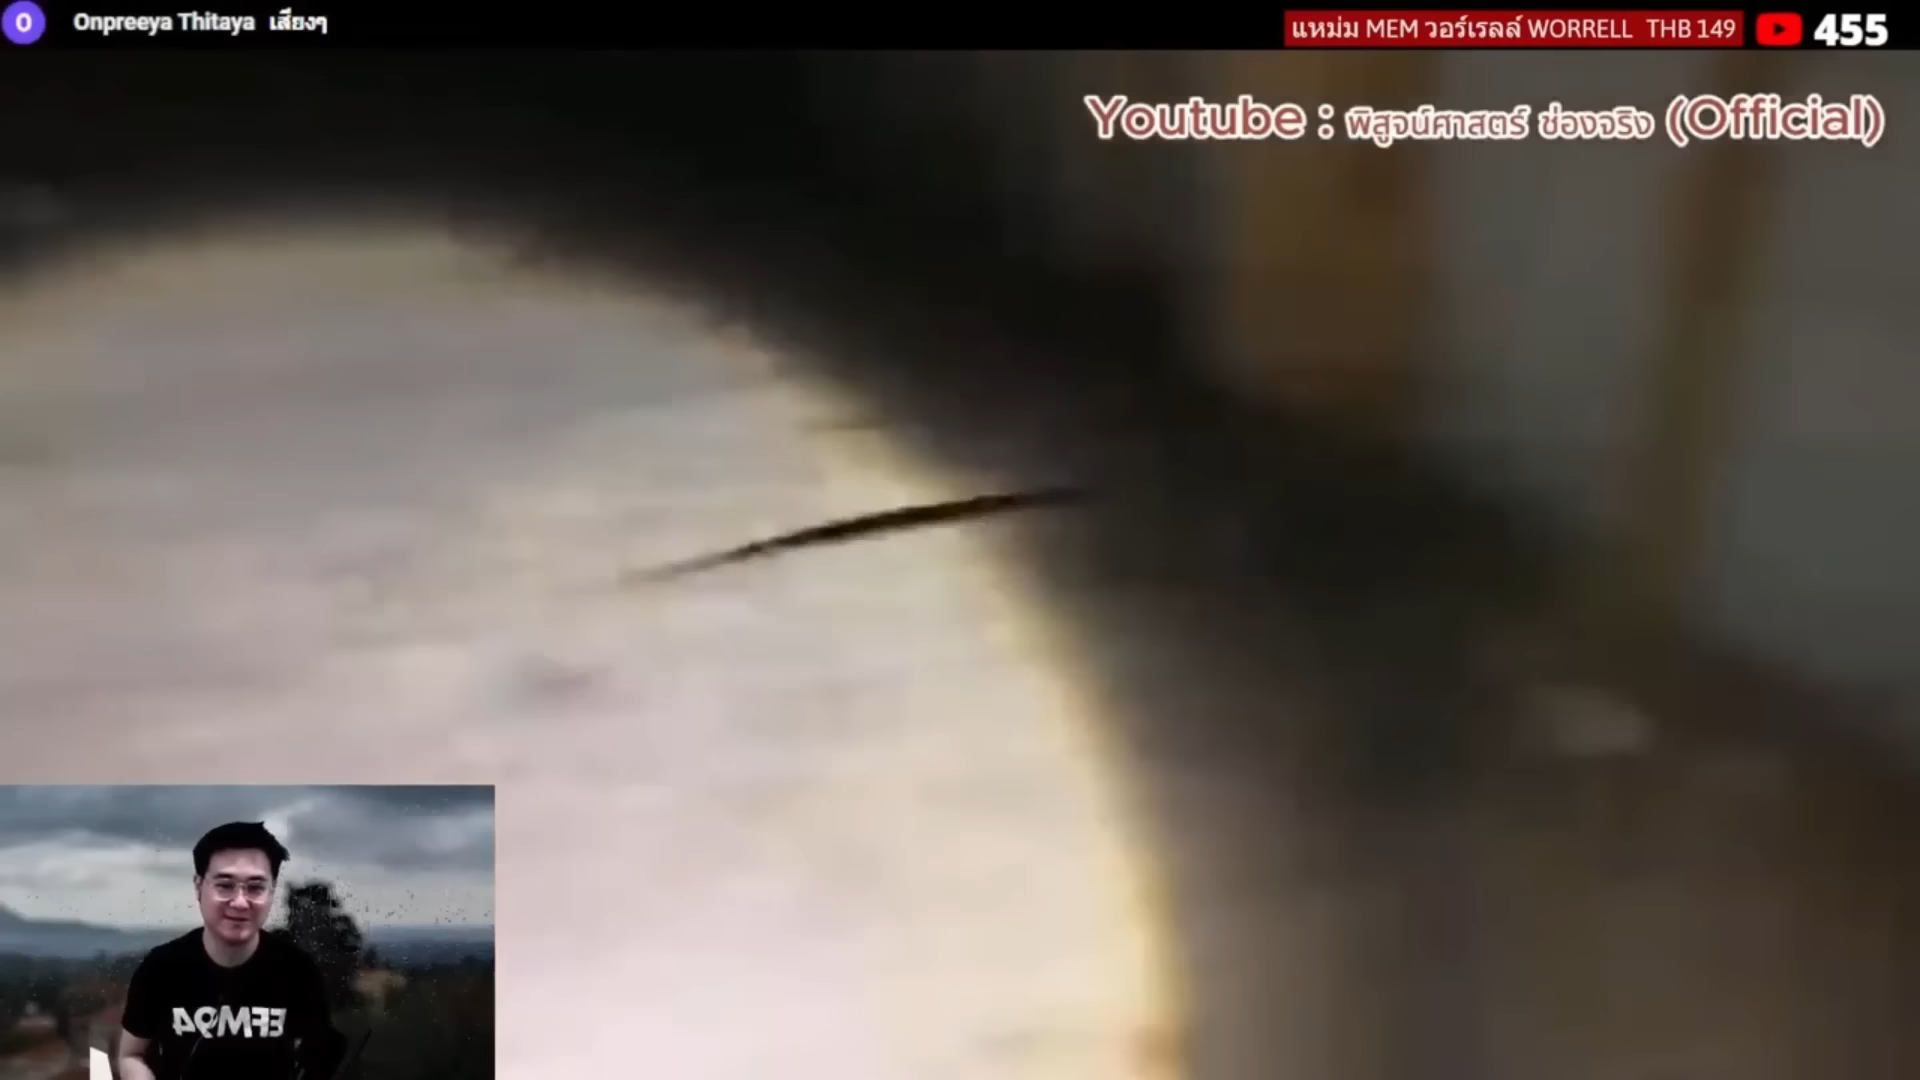 O Onpreeya Thitaya เสียงๆ
แหม่ม MEM วอร์เรลล์ WORRELL THB 149 455
Youtube : พิสูจน์ศาสตร์ ช่องจริง (Official)
EFM94